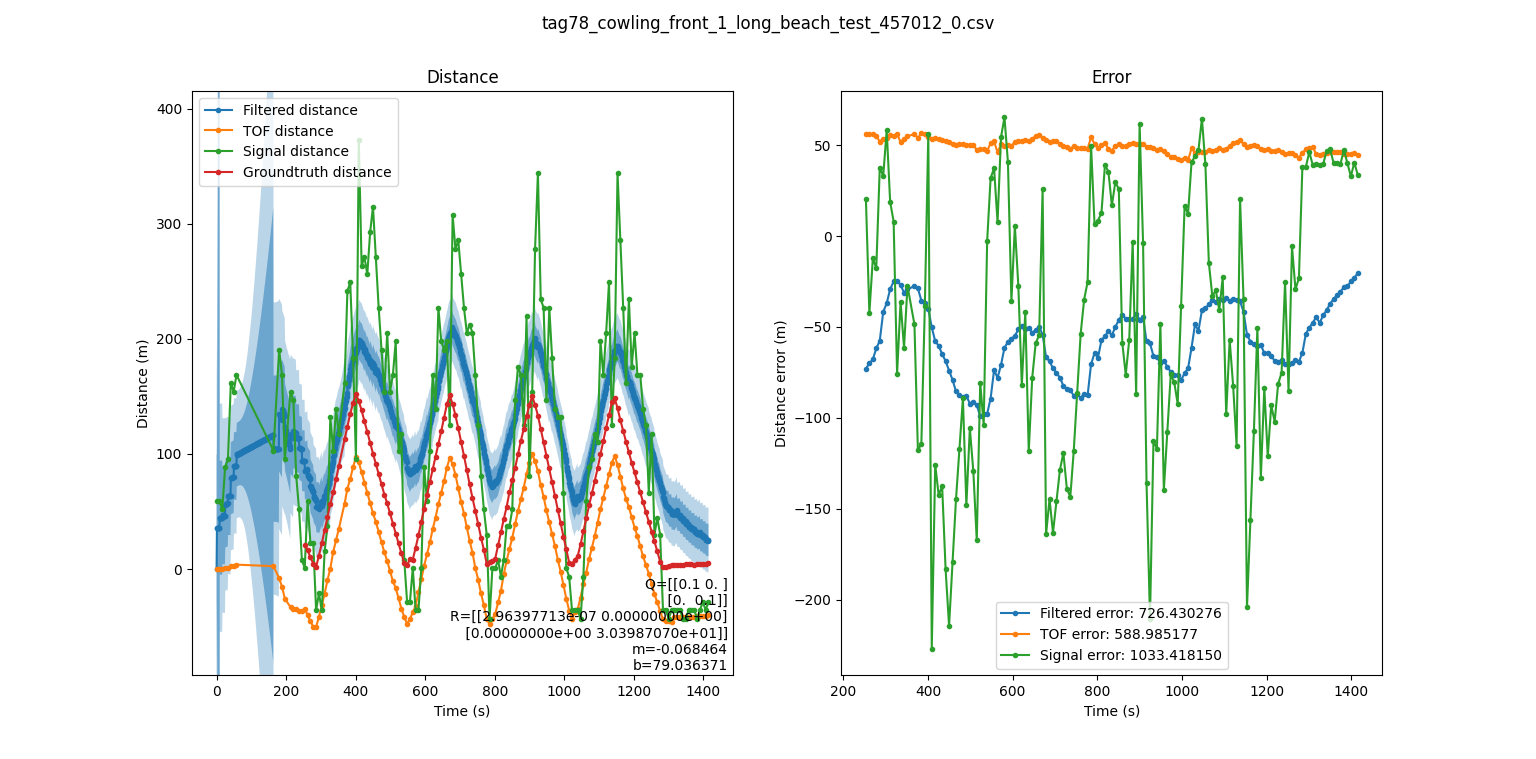 tag78_cowling_front_1_long_beach_test_457012_0.csv
Distance
Distance (m)
400
300
200
100
0
Filtered distance
TOF distance
Signal distance
Groundtruth distance
Q=[[0.1 0. ]
[0. 0.1]]
R=[[2.96397713e-07 0.00000000e+00]
[0.00000000e+00 3.03987070e+01]]
m=-0.068464
b=79.036371
0 200 400 600 800 1000 1200 1400
Time (s)
Error
Distance error (m)
50
0
−50
−100
−150
−200
Filtered error: 726.430276
TOF error: 588.985177
Signal error: 1033.418150
200 400 600 800 1000 1200 1400
Time (s)